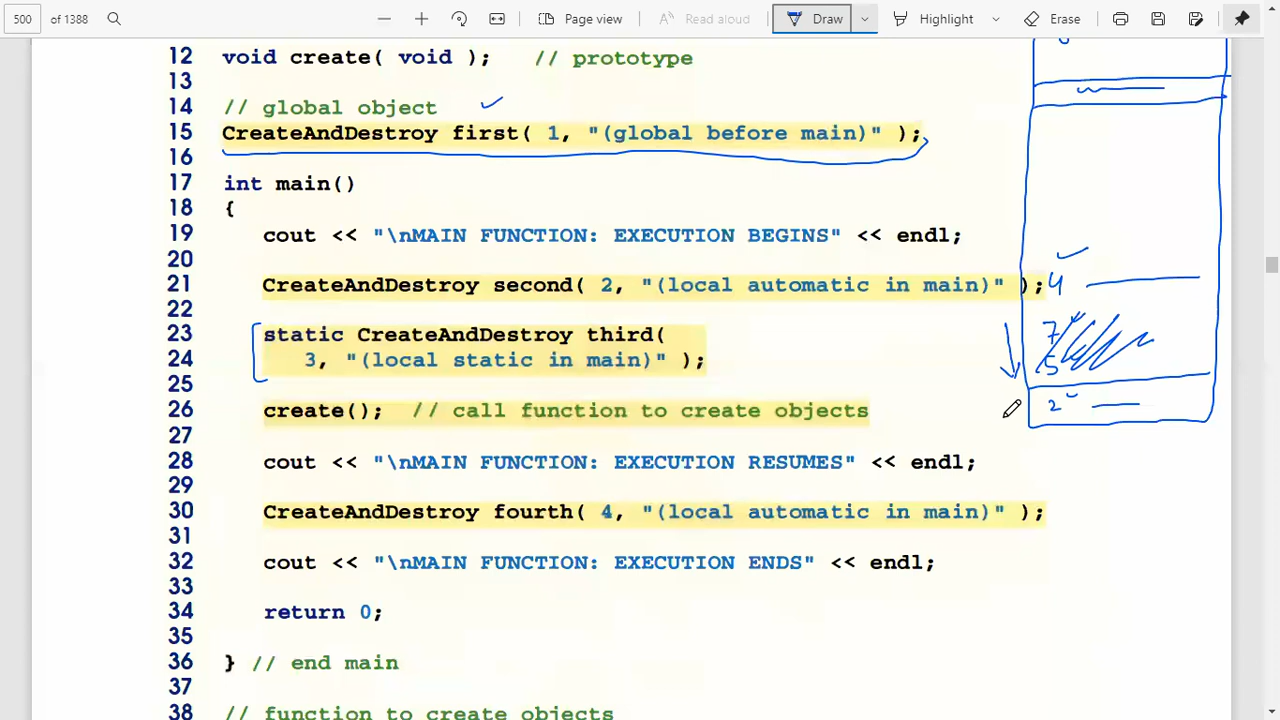 500 of 1388 Page view Read aloud Draw Highlight Erase
12 void create( void ); // prototype
13
14 // global object
15 CreateAndDestroy first( 1, "(global before main)" );
16
17 int main()
18 {
19 cout << "\nMAIN FUNCTION: EXECUTION BEGINS" << endl;
20
21 CreateAndDestroy second( 2, "(local automatic in main)" );
22
23 static CreateAndDestroy third(
24 3, "(local static in main)" );
25
26 create(); // call function to create objects
27
28 cout << "\nMAIN FUNCTION: EXECUTION RESUMES" << endl;
29
30 CreateAndDestroy fourth( 4, "(local automatic in main)" );
31
32 cout << "\nMAIN FUNCTION: EXECUTION ENDS" << endl;
33
34 return 0;
35
36 } // end main
37
38 // function to create objects
4
7
5
2